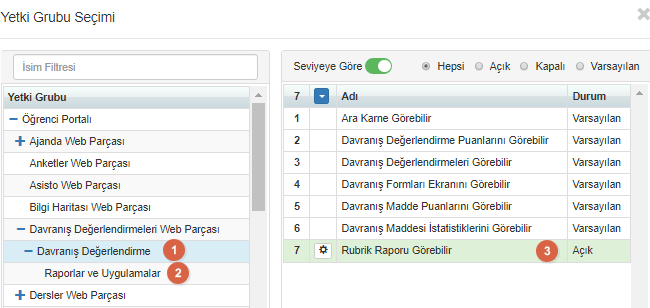 Yetki Grubu Seçimi
İsim Filtresi
Yetki Grubu
Öğrenci Portalı
Ajanda Web Parçası
Anketler Web Parçası
Asisto Web Parçası
Bilgi Haritası Web Parçası
Davranış Değerlendirmeleri Web Parçası
Davranış Değerlendirme 1
Raporlar ve Uygulamalar 2
Dersler Web Parçası
Seviyeye Göre Hepsi Açık Kapalı Varsayılan
7 Adı Durum
1 Ara Karne Görebilir Varsayılan
2 Davranış Değerlendirme Puanlarını Görebilir Varsayılan
3 Davranış Değerlendirmeleri Görebilir Varsayılan
4 Davranış Formları Ekranını Görebilir Varsayılan
5 Davranış Madde Puanlarını Görebilir Varsayılan
6 Davranış Maddesi İstatistiklerini Görebilir Varsayılan
7 Rubrik Raporu Görebilir 3 Açık